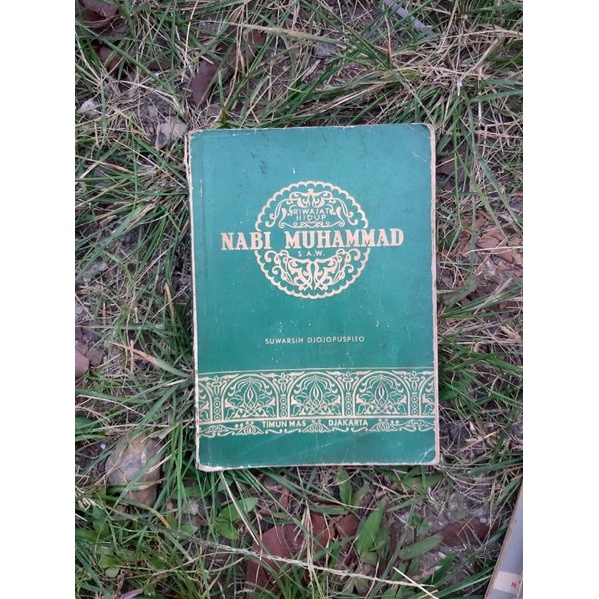 RIWAJAT
HIDUP
NABI MUHAMMAD
S.A.W.
SUWARSIH DJOJOPUSPITO
TIMUN MAS DJAKARTA